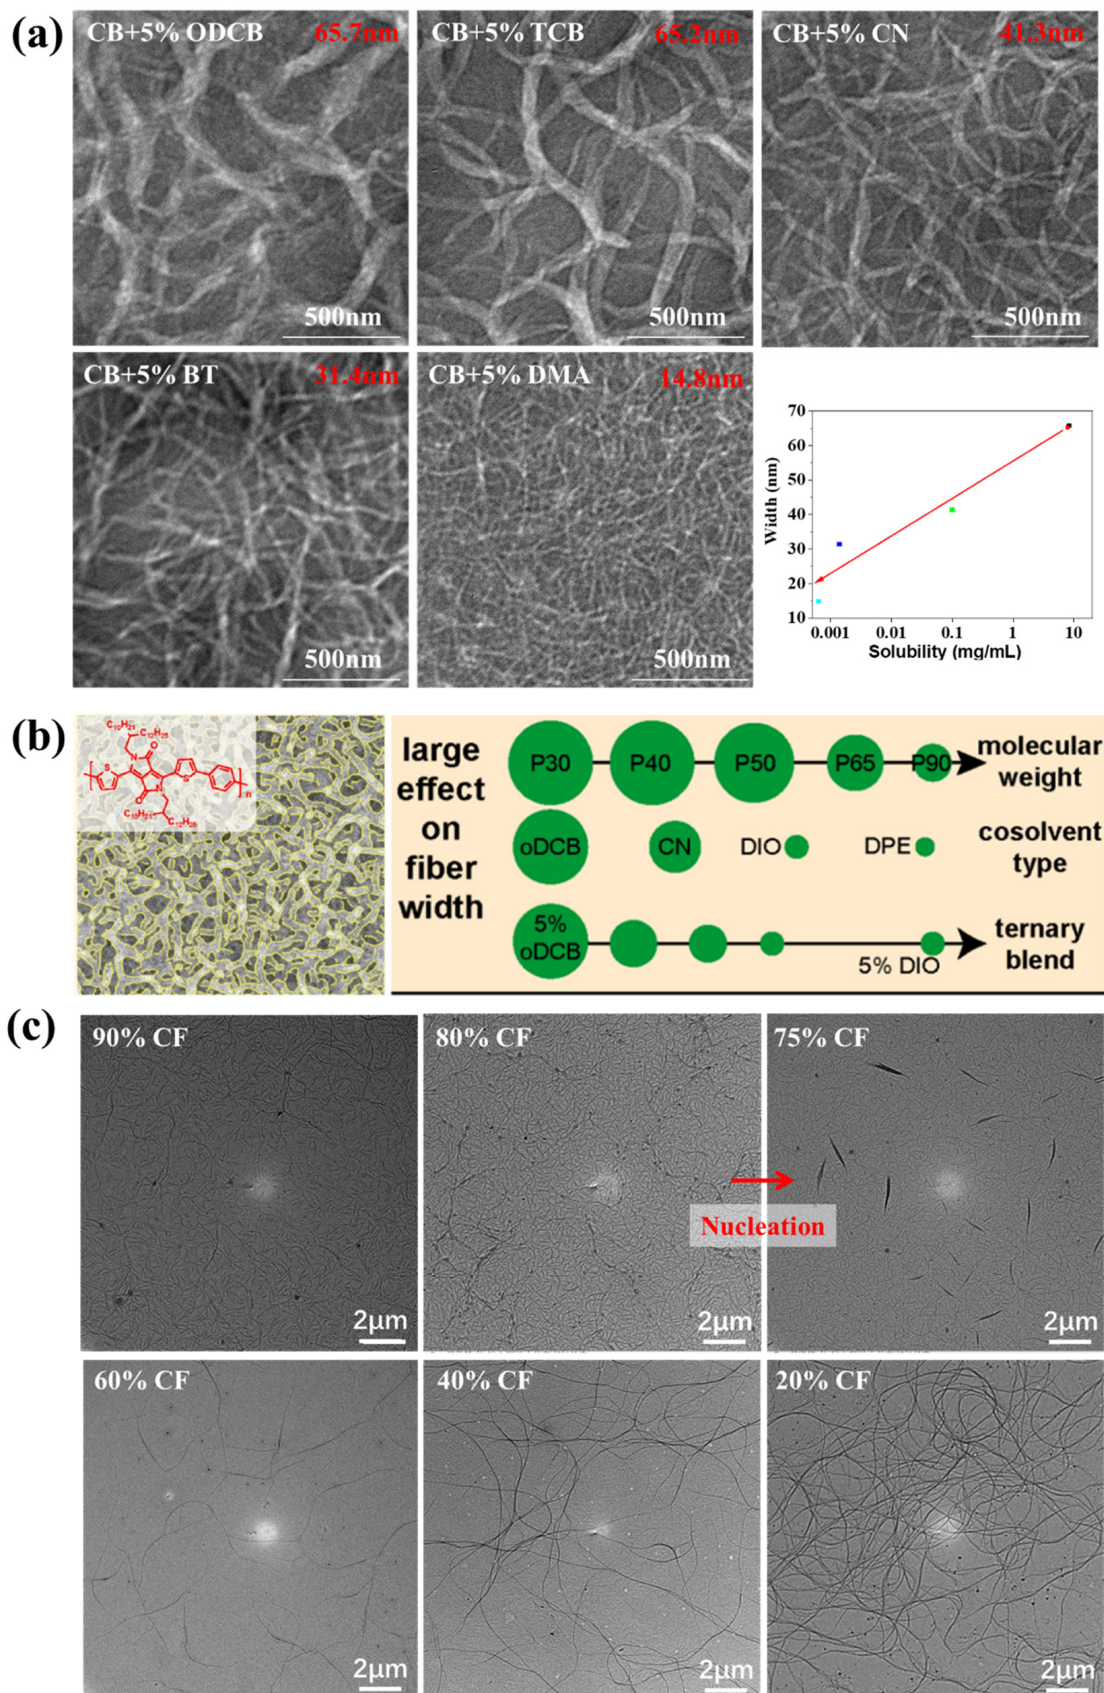 (a)
CB+5% ODCB 65.7nm
500nm
CB+5% TCB 65.2nm
500nm
CB+5% CN 41.3nm
500nm
CB+5% BT 31.4nm
500nm
CB+5% DMA 14.8nm
500nm
Width (nm)
70
60
50
40
30
20
10
0.001 0.01 0.1 1 10
Solubility (mg/mL)
(b)
O
N
S
S
N
O
n
large
effect
on
fiber
width
P30 P40 P50 P65 P90
molecular
weight
oDCB CN DIO DPE
cosolvent
type
5%
oDCB
5% DIO
ternary
blend
(c)
90% CF
2μm
80% CF
2μm
Nucleation
75% CF
2μm
60% CF
2μm
40% CF
2μm
20% CF
2μm